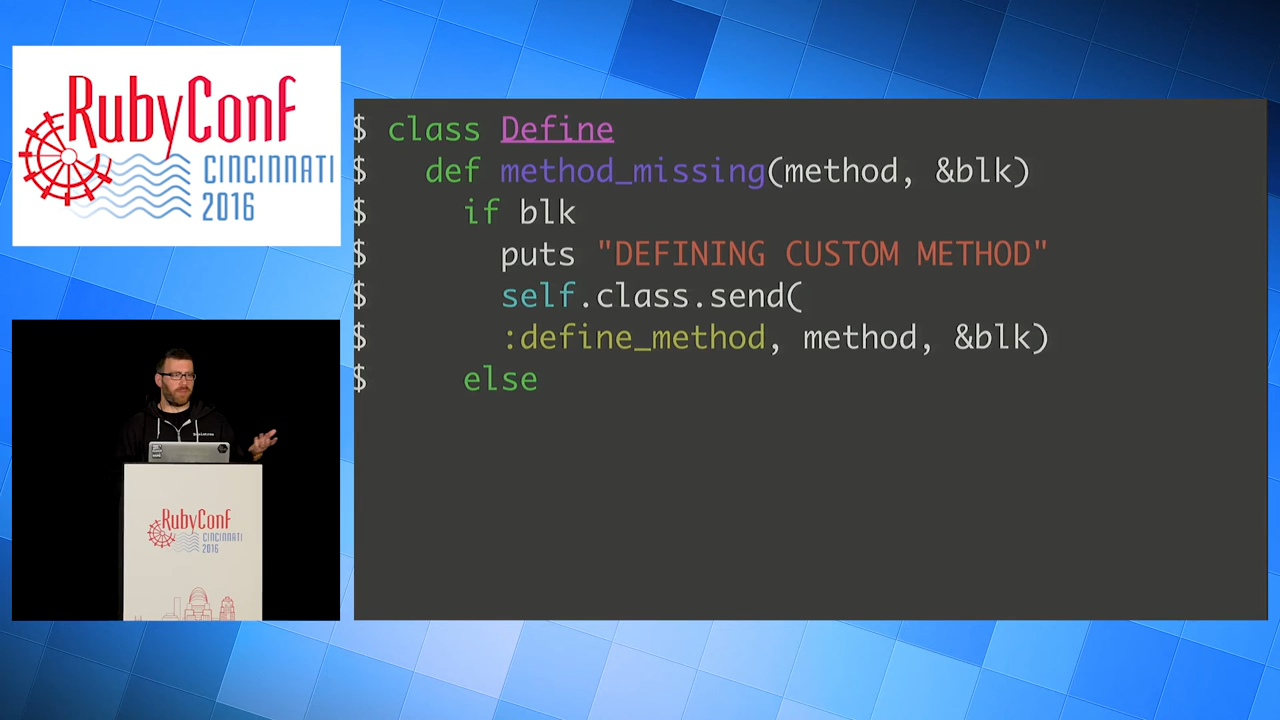 RubyConf
CINCINNATI
2016
$ class Define
$   def method_missing(method, &blk)
$     if blk
$       puts "DEFINING CUSTOM METHOD"
$       self.class.send(
$       :define_method, method, &blk)
$     else
RubyConf
CINCINNATI
2016